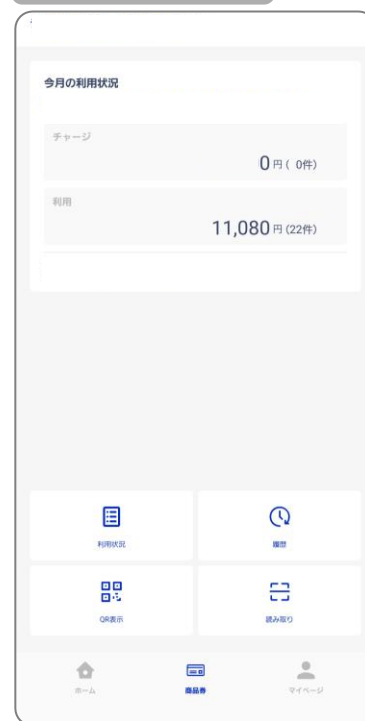 今月の利用状況
チャージ
0円( 0件)
利用
11,080円(22件)
利用状況
履歴
QR表示
読み取り
ホーム
商品券
マイページ